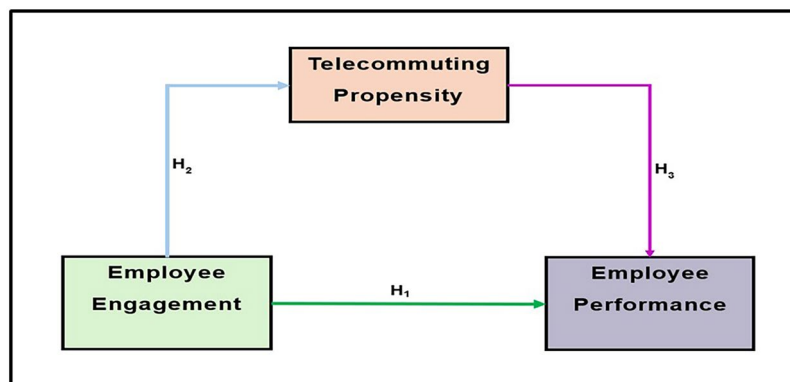 Telecommuting
Propensity
H₂
H₃
Employee
Engagement
H₁
Employee
Performance